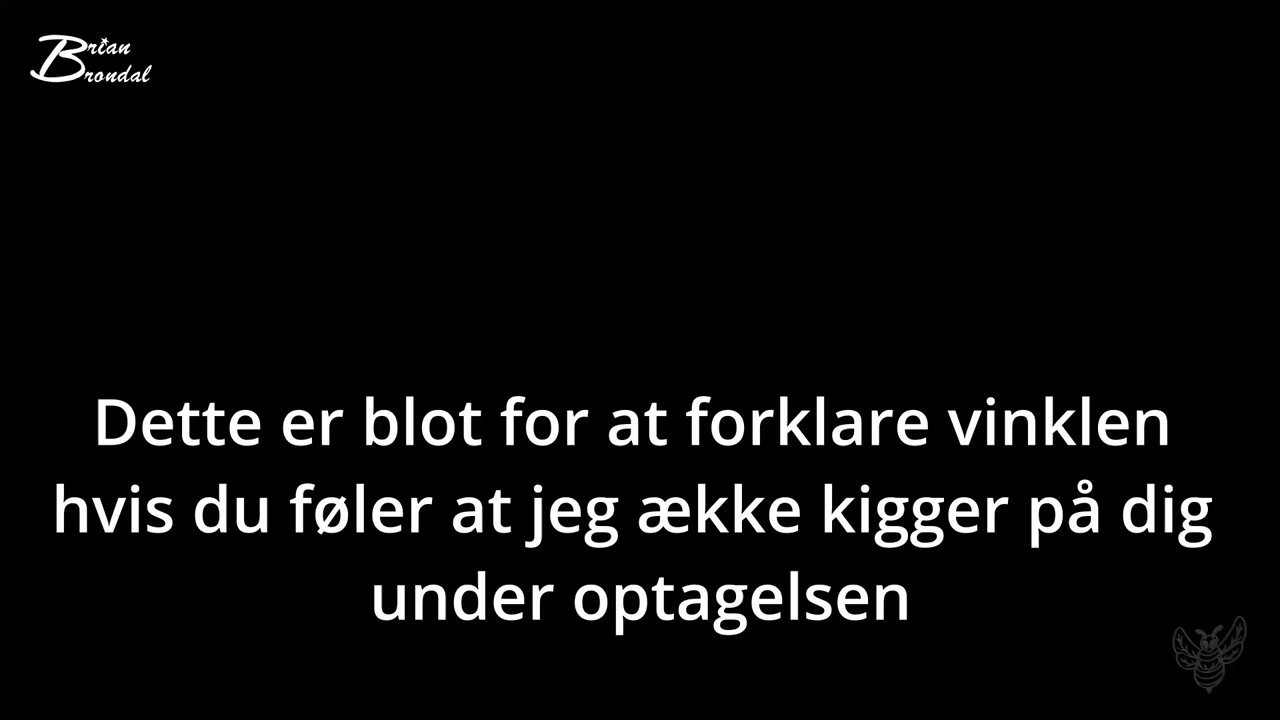 Brian
Brondal
Dette er blot for at forklare vinklen
hvis du føler at jeg ække kigger på dig
under optagelsen